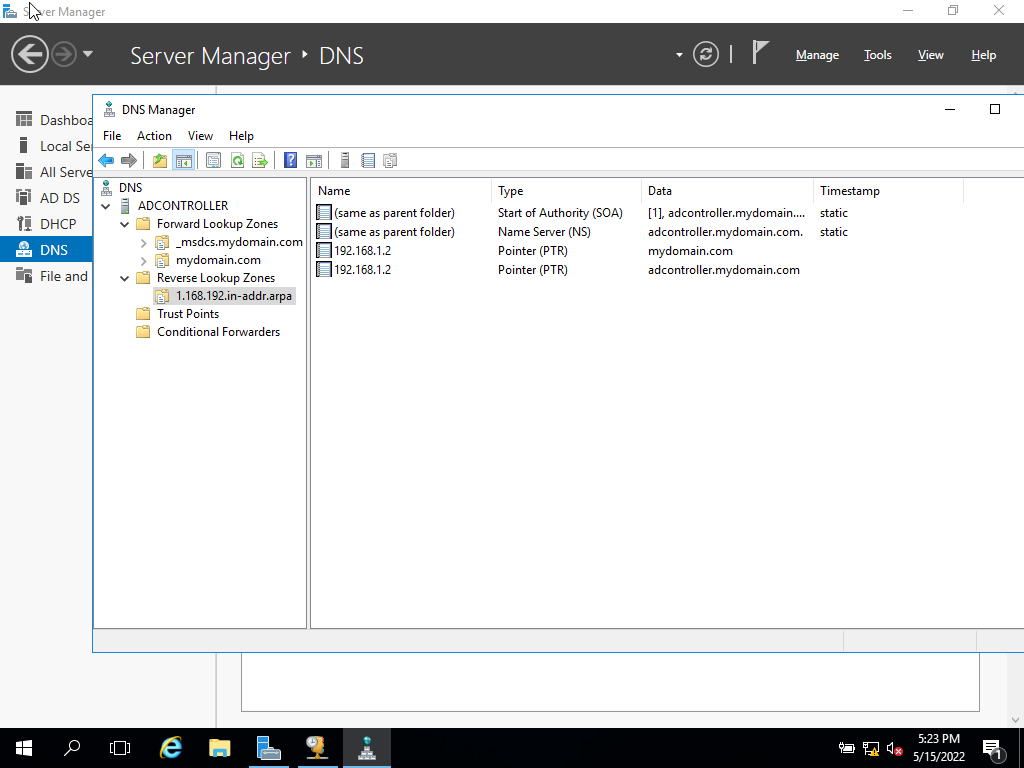 Server Manager
Server Manager • DNS
Manage Tools View Help
Dashboa
Local Ser
All Serve
AD DS
DHCP
DNS
File and
DNS Manager
File Action View Help
DNS
ADCONTROLLER
Forward Lookup Zones
_msdcs.mydomain.com
mydomain.com
Reverse Lookup Zones
1.168.192.in-addr.arpa
Trust Points
Conditional Forwarders
Name Type Data Timestamp
(same as parent folder) Start of Authority (SOA) [1], adcontroller.mydomain.... static
(same as parent folder) Name Server (NS) adcontroller.mydomain.com. static
192.168.1.2 Pointer (PTR) mydomain.com
192.168.1.2 Pointer (PTR) adcontroller.mydomain.com
5:23 PM
5/15/2022
1